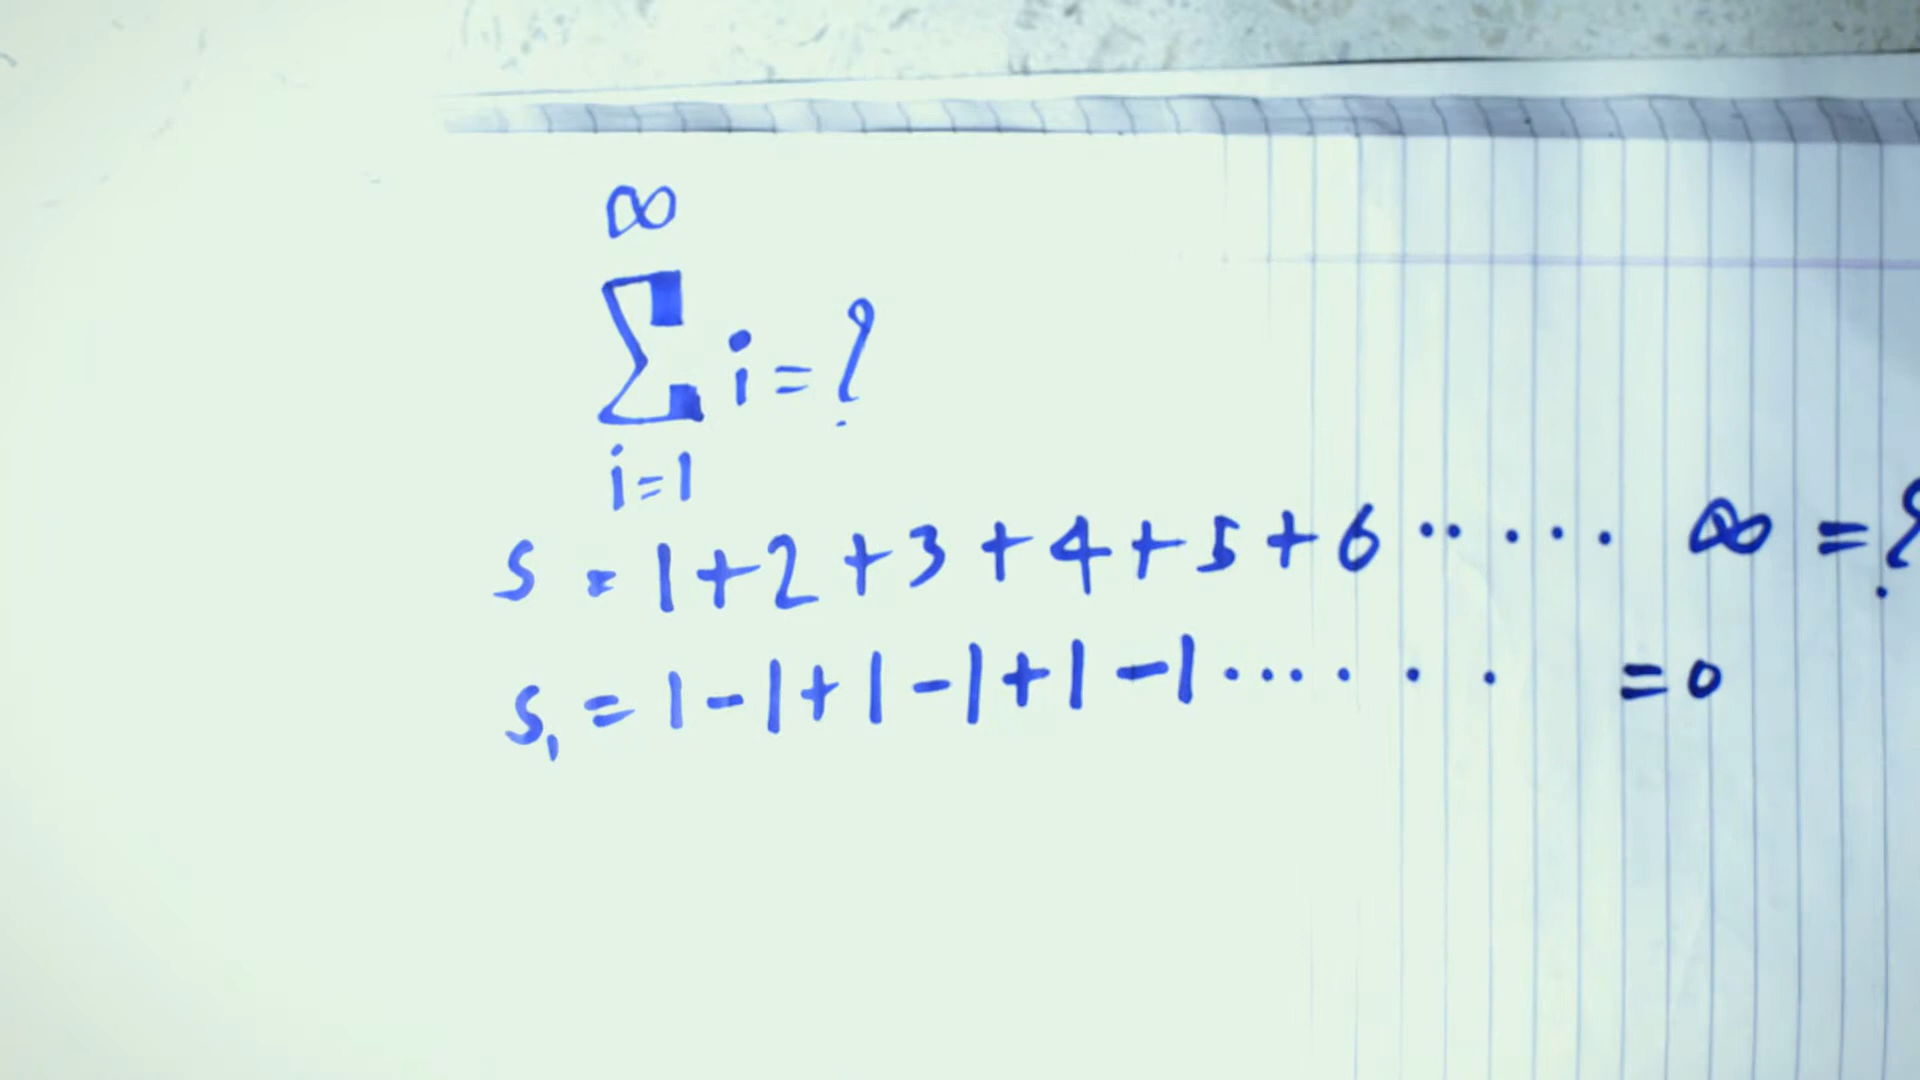 ∞
Σ i = ?
i=1
S = 1+2+3+4+5+6 ...... ∞ = ?
S₁ = 1-1+1-1+1-1 ...... = 0